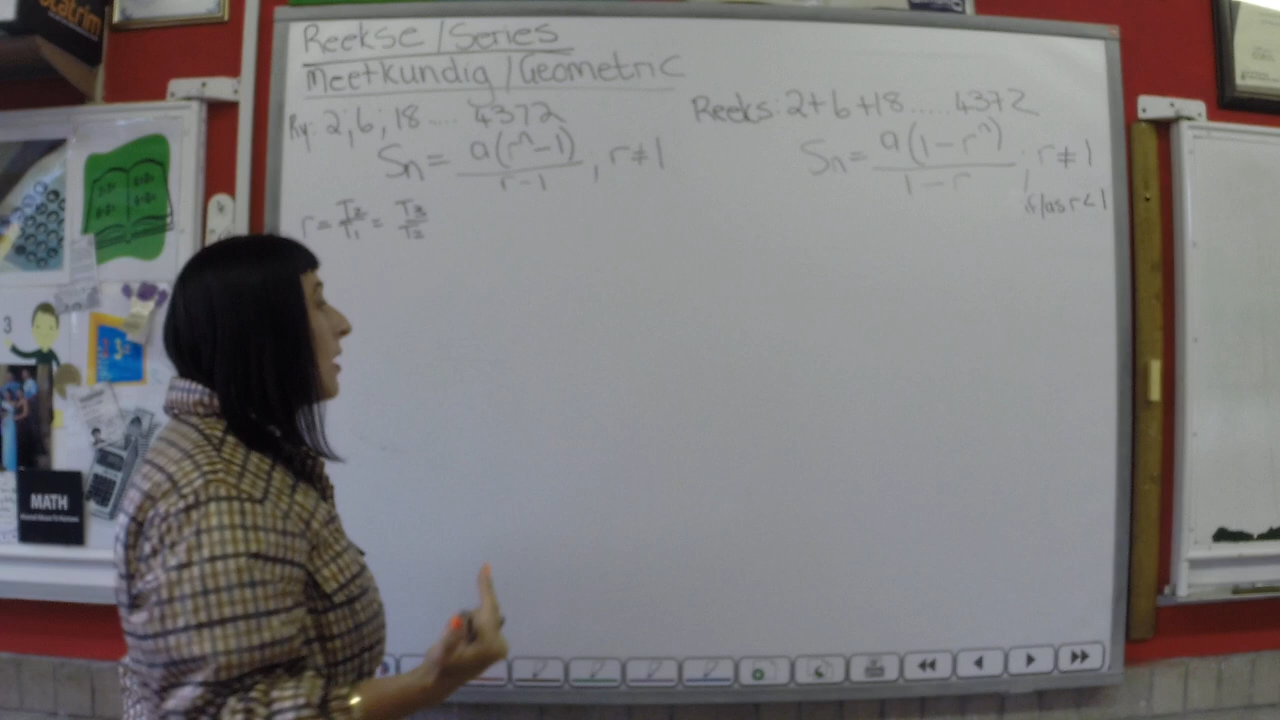 Reekse/Series
Meetkundig/Geometric
Ry: 2; 6; 18 .... 4372
Reeks: 2+6+18.....4372
Sn = a(r^n-1)/r-1, r≠1
Sn = a(1-r^n)/1-r; r≠1
if/as r<1
r = T2/T1 = T3/T2
MATH
3